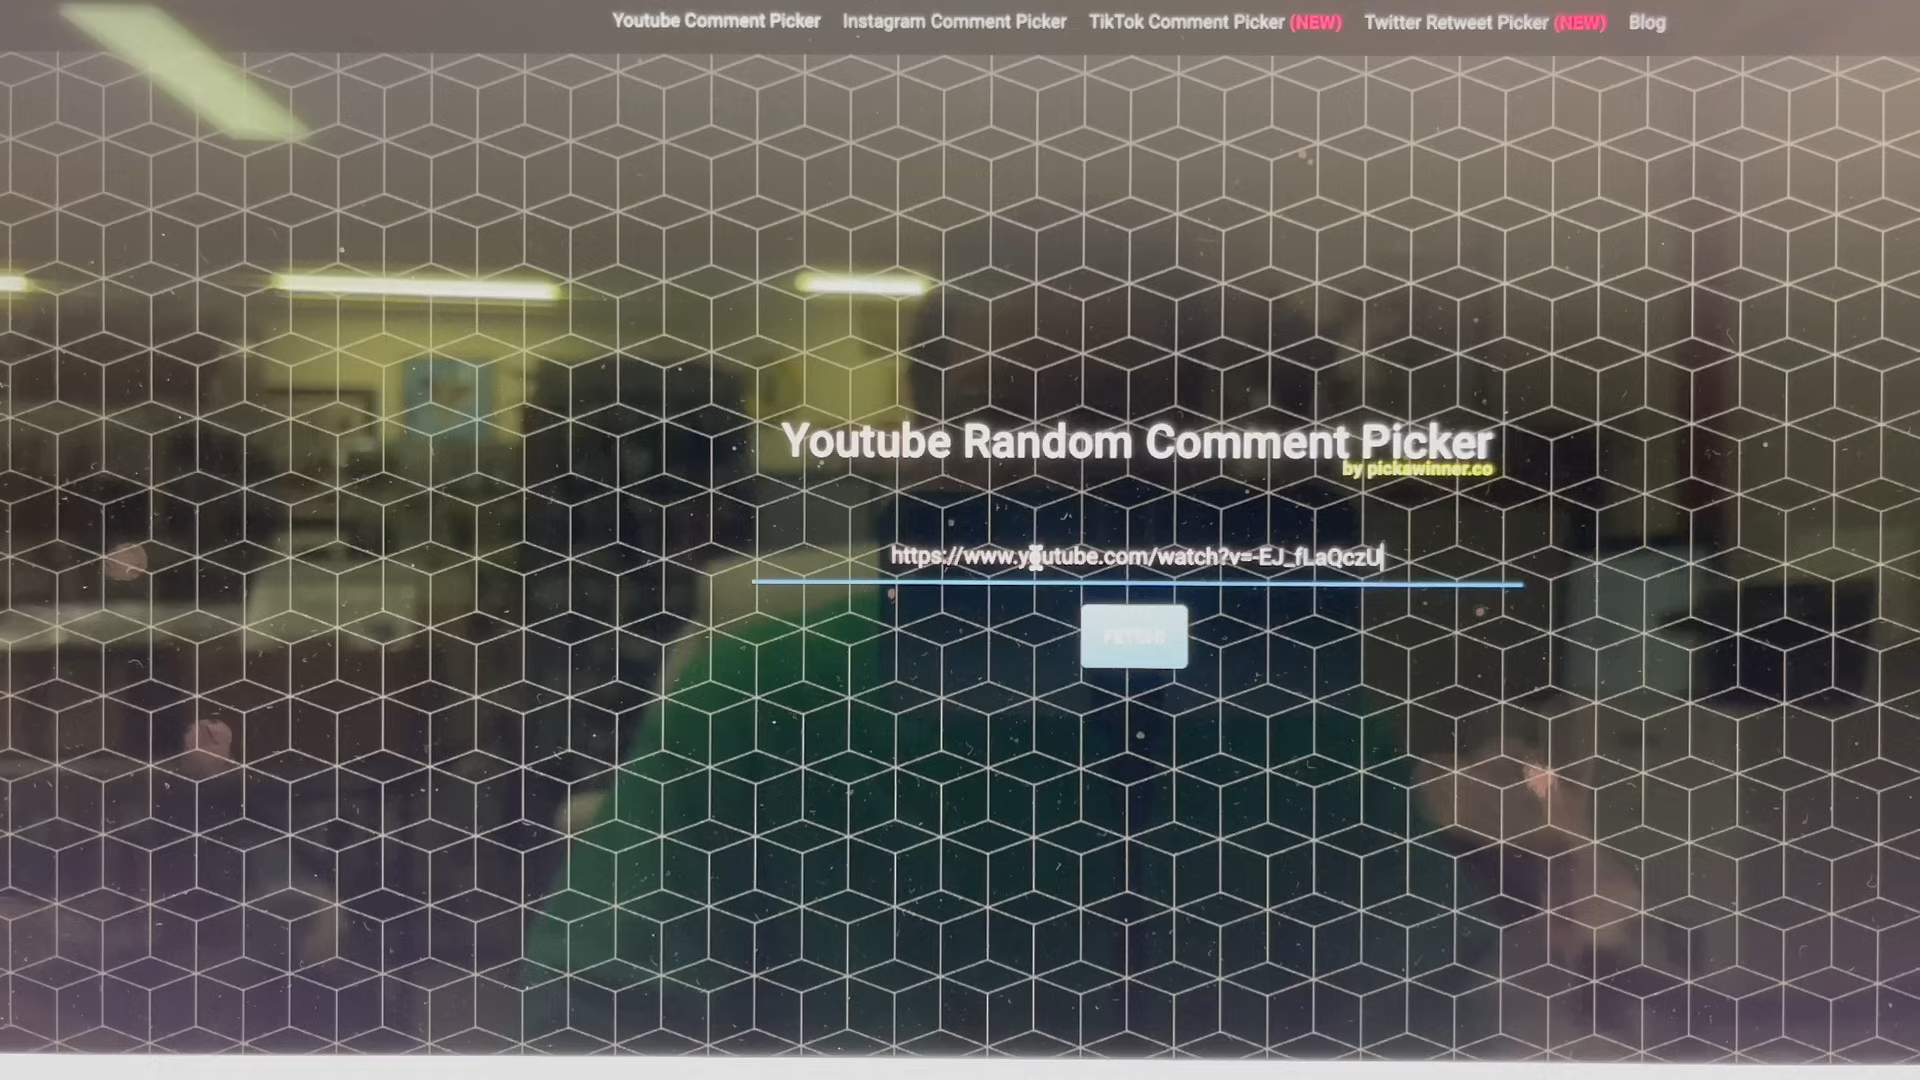 Youtube Comment Picker Instagram Comment Picker TikTok Comment Picker (NEW) Twitter Retweet Picker (NEW) Blog
Youtube Random Comment Picker
by pickawinner.co
https://www.youtube.com/watch?v=-EJ_fLaQczU